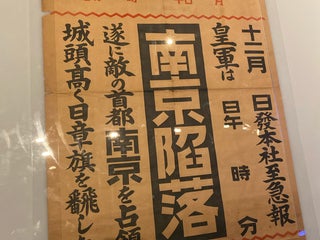 十二月　日發本社至急報
午　時　分
皇軍は
南京陷落
遂に敵の首都南京を占領
城頭高く日章旗を飜し